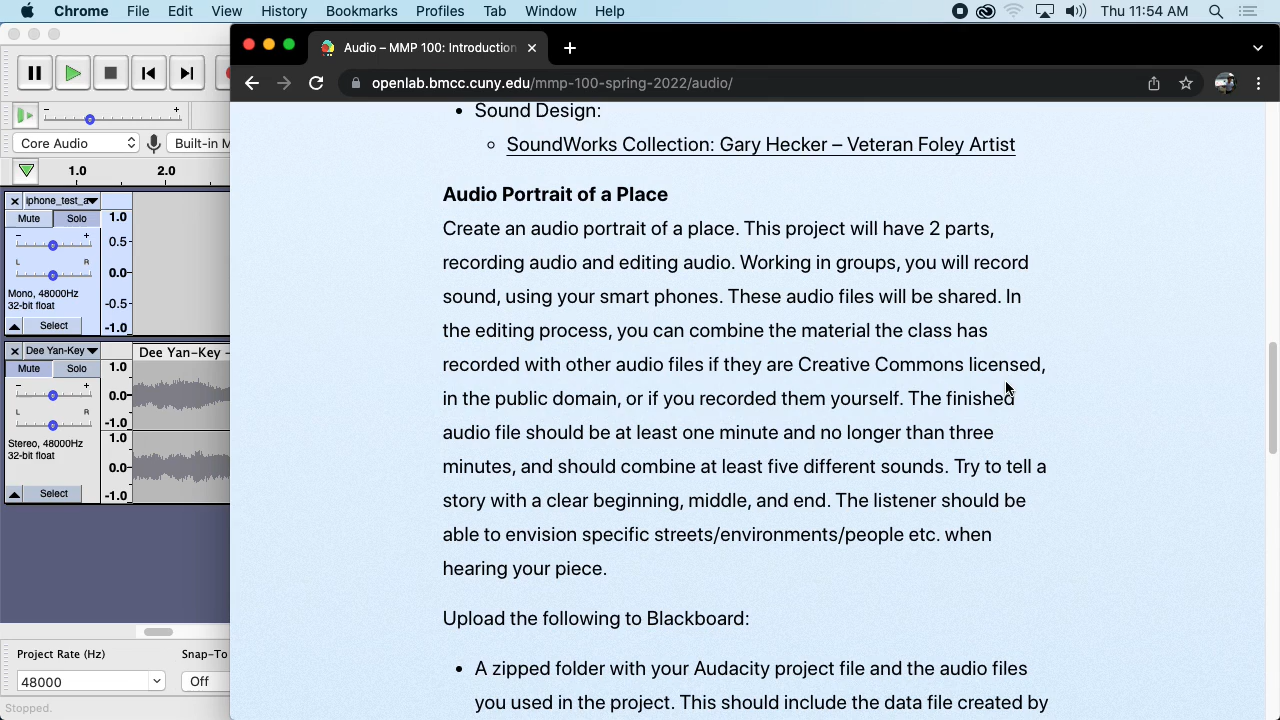 Chrome File Edit View History Bookmarks Profiles Tab Window Help Thu 11:54 AM
Audio – MMP 100: Introduction
openlab.bmcc.cuny.edu/mmp-100-spring-2022/audio/
Core Audio Built-in M
1.0 2.0
iphone_test_a
Mute Solo
- +
L R
Mono, 48000Hz
32-bit float
Select
1.0
0.5-
0.0-
-0.5-
-1.0
Dee Yan-Key Dee Yan-Key -
Mute Solo
- +
L R
Stereo, 48000Hz
32-bit float
Select
1.0
0.0-
-1.0
1.0
0.0-
-1.0
Project Rate (Hz) Snap-To
48000 Off
Stopped.
• Sound Design:
SoundWorks Collection: Gary Hecker – Veteran Foley Artist
Audio Portrait of a Place
Create an audio portrait of a place. This project will have 2 parts,
recording audio and editing audio. Working in groups, you will record
sound, using your smart phones. These audio files will be shared. In
the editing process, you can combine the material the class has
recorded with other audio files if they are Creative Commons licensed,
in the public domain, or if you recorded them yourself. The finished
audio file should be at least one minute and no longer than three
minutes, and should combine at least five different sounds. Try to tell a
story with a clear beginning, middle, and end. The listener should be
able to envision specific streets/environments/people etc. when
hearing your piece.
Upload the following to Blackboard:
• A zipped folder with your Audacity project file and the audio files
you used in the project. This should include the data file created by